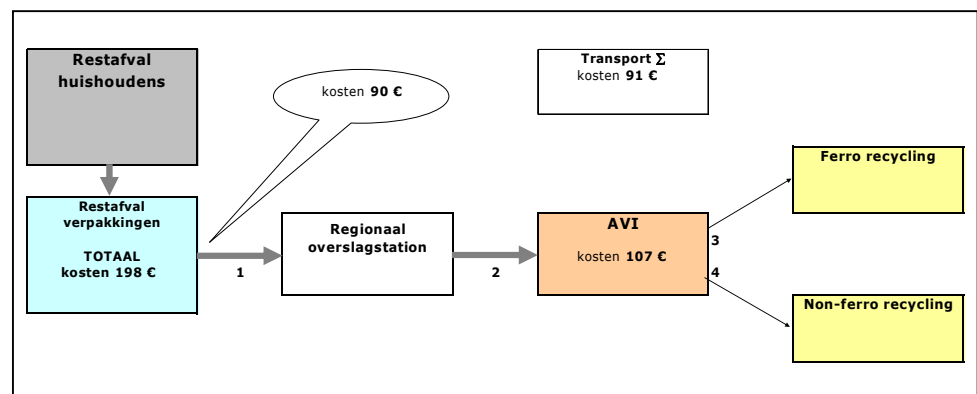 Restafval
huishoudens
kosten 90 €
Transport Σ
kosten 91 €
Ferro recycling
Restafval
verpakkingen
TOTAAL
kosten 198 €
1
Regionaal
overslagstation
2
AVI
kosten 107 €
3
4
Non-ferro recycling